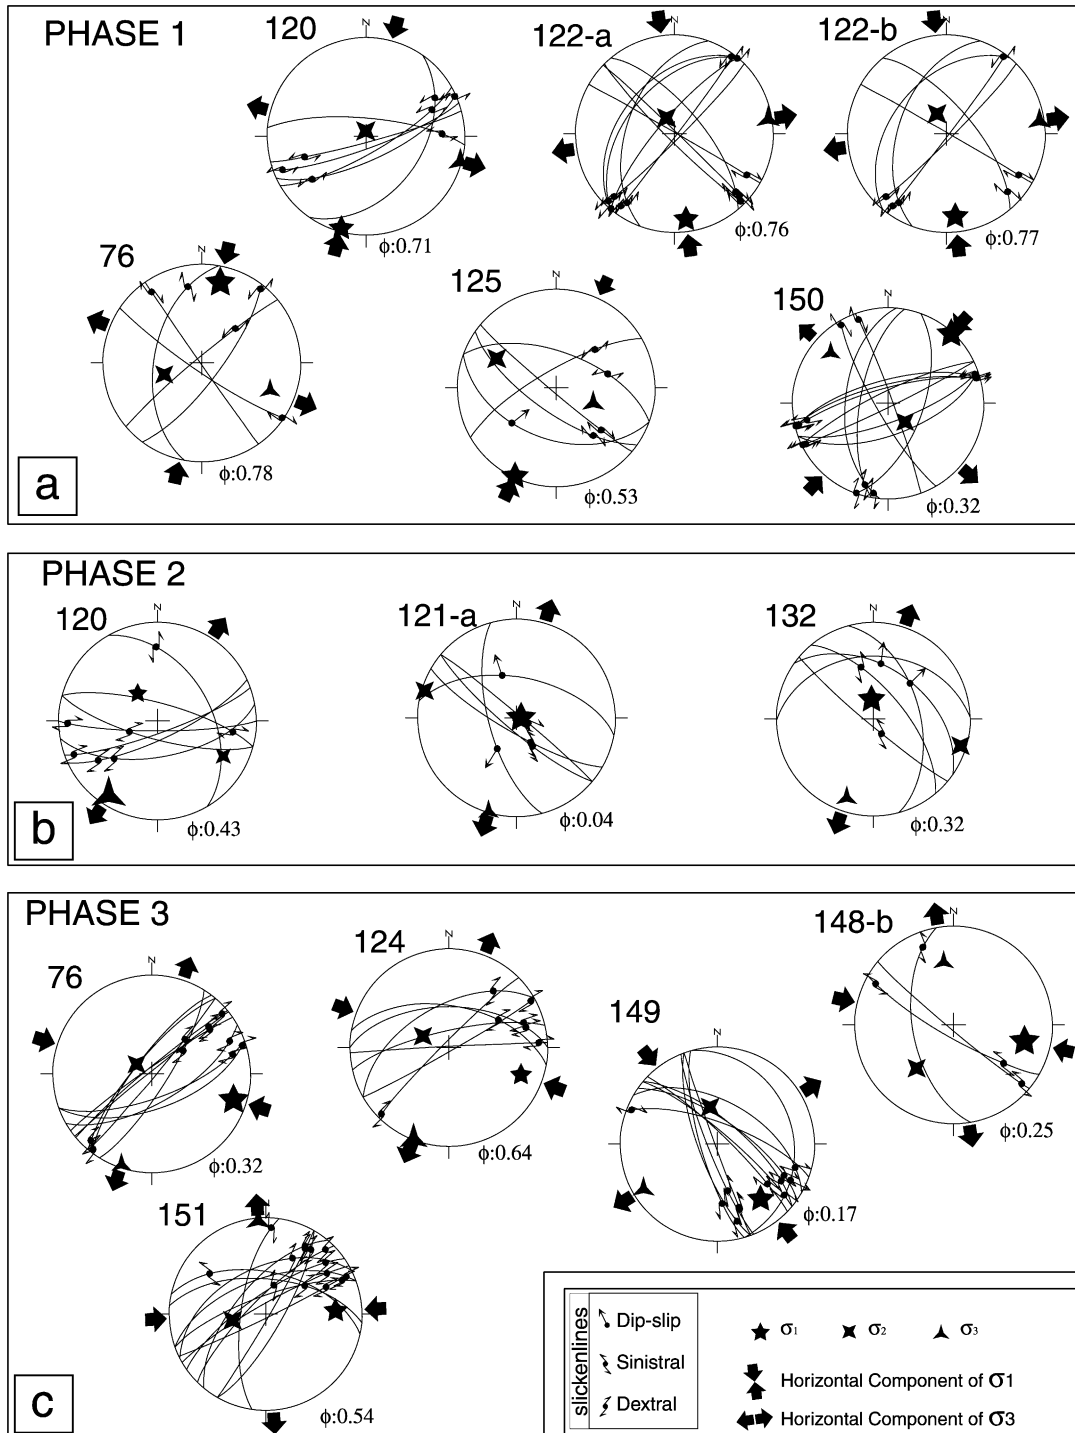 PHASE 1
120
N
φ:0.71
122-a
N
φ:0.76
122-b
N
φ:0.77
76
N
φ:0.78
125
N
φ:0.53
150
N
φ:0.32
a
PHASE 2
120
N
φ:0.43
121-a
N
φ:0.04
132
N
φ:0.32
b
PHASE 3
76
N
φ:0.32
124
N
φ:0.64
149
N
φ:0.17
148-b
N
φ:0.25
151
N
φ:0.54
c
slickenlines
Dip-slip
Sinistral
Dextral
σ1
σ2
σ3
Horizontal Component of σ1
Horizontal Component of σ3